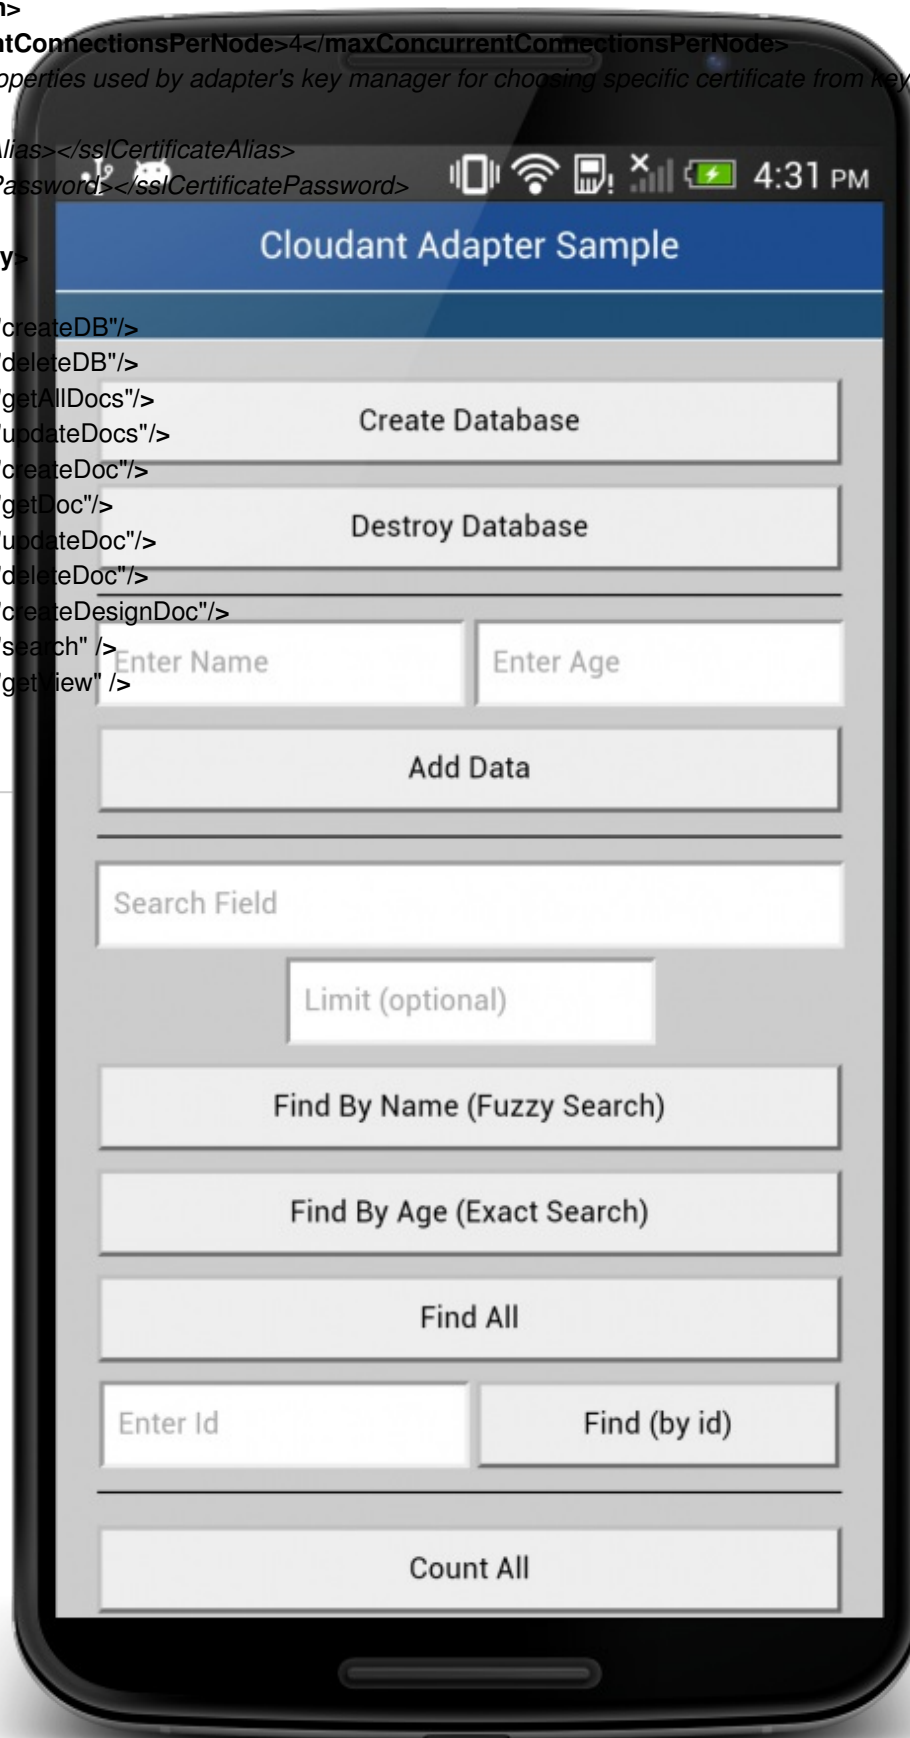 n>
ntConnectionsPerNode>4</maxConcurrentConnectionsPerNode>
operties used by adapter's key manager for choosing specific certificate from key
Alias></sslCertificateAlias>
Password></sslCertificatePassword>
4:31 PM
Cloudant Adapter Sample
y>
"createDB"/>
"deleteDB"/>
"getAllDocs"/>
"updateDocs"/>
"createDoc"/>
"getDoc"/>
"updateDoc"/>
"deleteDoc"/>
"createDesignDoc"/>
"search" />
"getView" />
Create Database
Destroy Database
Enter Name
Enter Age
Add Data
Search Field
Limit (optional)
Find By Name (Fuzzy Search)
Find By Age (Exact Search)
Find All
Enter Id
Find (by id)
Count All